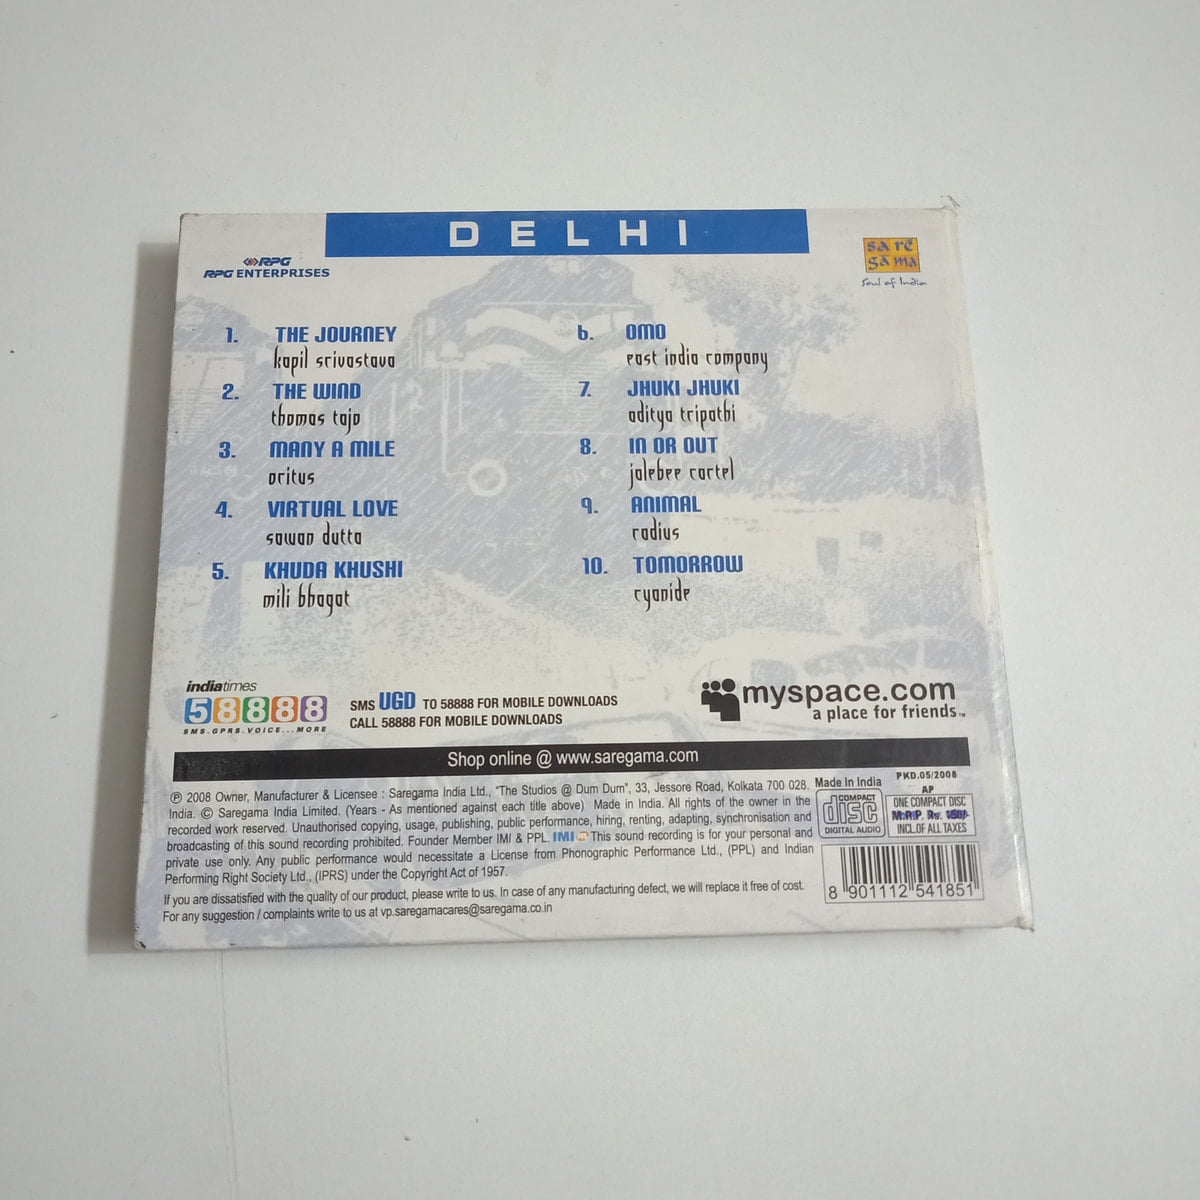 DELHI
RPG
RPG ENTERPRISES
sa re
ga ma
Soul of India
1. THE JOURNEY
kapil srivastava
2. THE WIND
thomas tajo
3. MANY A MILE
oritus
4. VIRTUAL LOVE
sawan dutta
5. KHUDA KHUSHI
mili bhagat
6. OMO
east india company
7. JHUKI JHUKI
aditya tripathi
8. IN OR OUT
jalebee cartel
9. ANIMAL
radius
10. TOMORROW
cyanide
indiatimes
58888
SMS.GPRS.VOICE...MORE
SMS UGD TO 58888 FOR MOBILE DOWNLOADS
CALL 58888 FOR MOBILE DOWNLOADS
myspace.com
a place for friends™
Shop online @ www.saregama.com
℗ 2008 Owner, Manufacturer & Licensee : Saregama India Ltd., "The Studios @ Dum Dum", 33, Jessore Road, Kolkata 700 028.
India. © Saregama India Limited. (Years - As mentioned against each title above) Made in India. All rights of the owner in the
recorded work reserved. Unauthorised copying, usage, publishing, public performance, hiring, renting, adapting, synchronisation and
broadcasting of this sound recording prohibited. Founder Member IMI & PPL. IMI This sound recording is for your personal and
private use only. Any public performance would necessitate a License from Phonographic Performance Ltd., (PPL) and Indian
Performing Right Society Ltd., (IPRS) under the Copyright Act of 1957.
If you are dissatisfied with the quality of our product, please write to us. In case of any manufacturing defect, we will replace it free of cost.
For any suggestion / complaints write to us at vp.saregamacares@saregama.co.in
Made In India
PKD.05/2008
AP
COMPACT
disc
DIGITAL AUDIO
ONE COMPACT DISC
M.R.P. Rs. 150/-
INCL.OF ALL TAXES
8 901112 541851